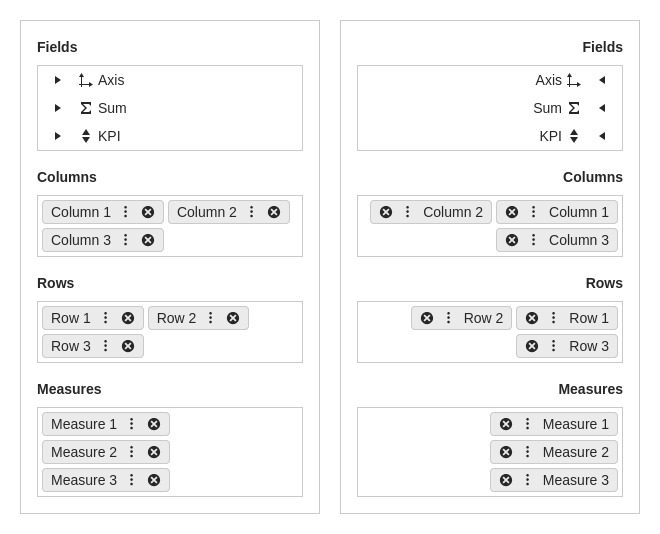 Fields
Axis
Sum
KPI
Columns
Column 1 Column 2
Column 3
Rows
Row 1 Row 2
Row 3
Measures
Measure 1
Measure 2
Measure 3
Fields
Axis
Sum
KPI
Columns
Column 2 Column 1
Column 3
Rows
Row 2 Row 1
Row 3
Measures
Measure 1
Measure 2
Measure 3